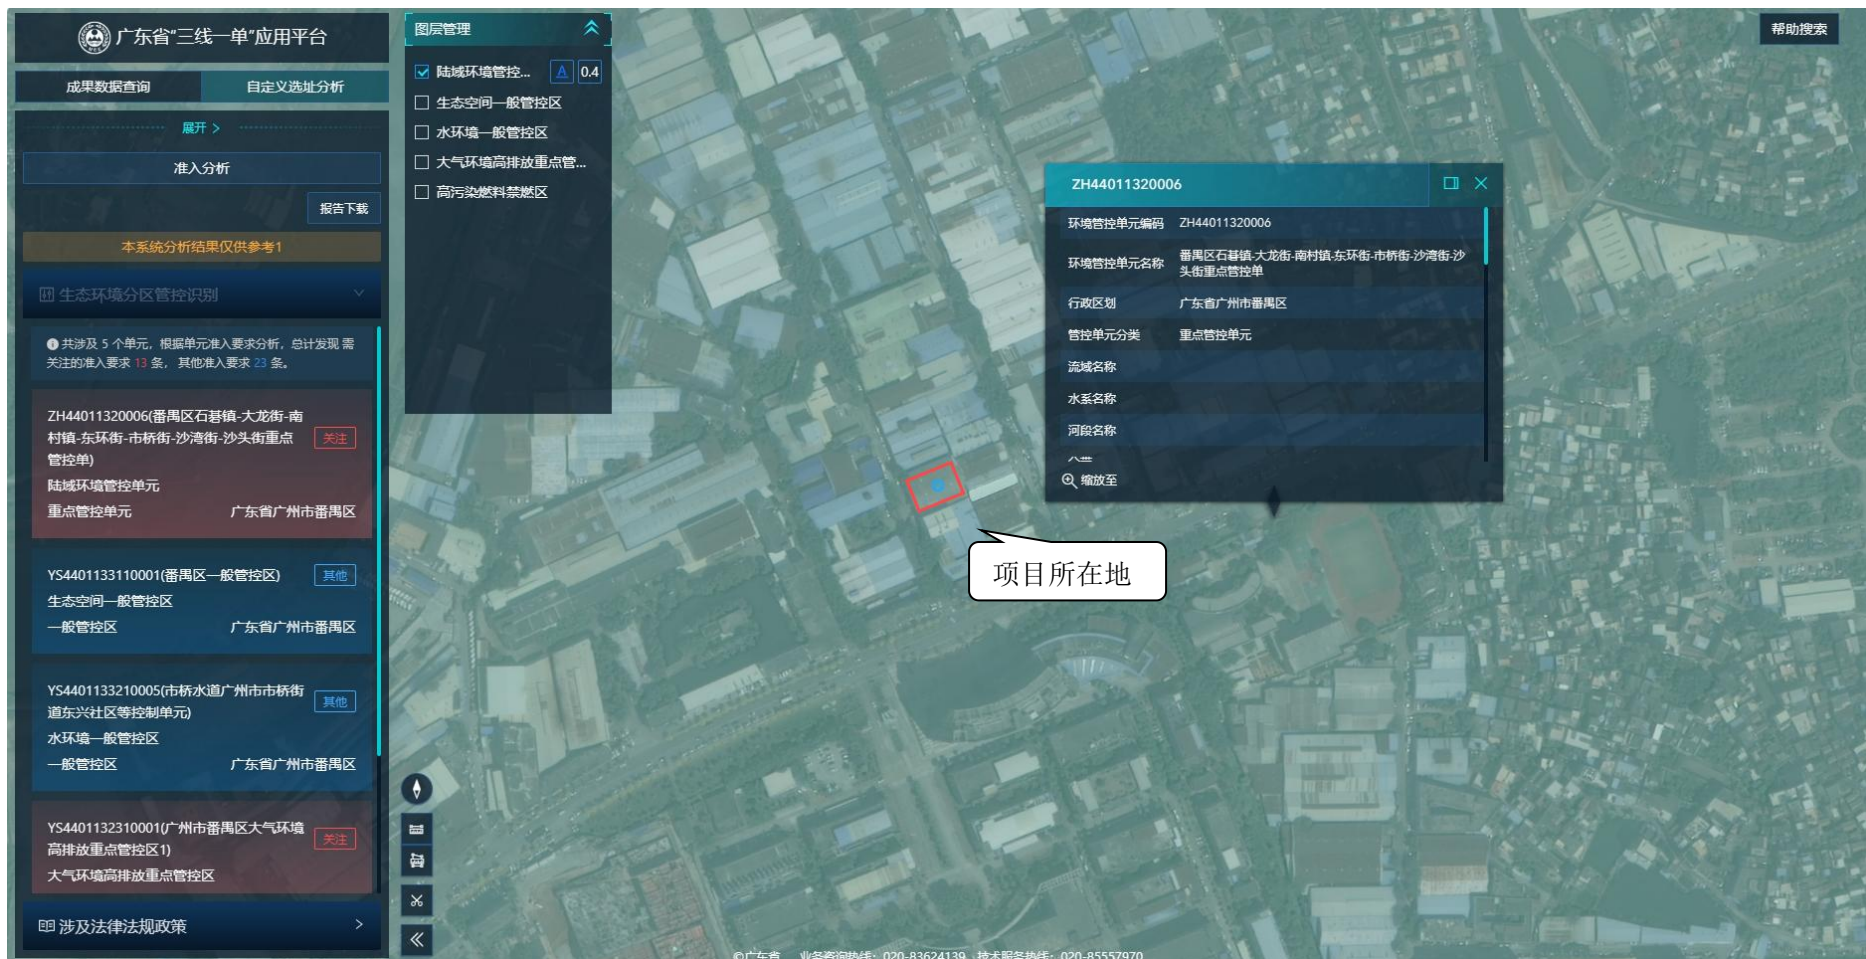 广东省“三线一单”应用平台
成果数据查询
自定义选址分析
展开 >
准入分析
报告下载
本系统分析结果仅供参考1
生态环境分区管控识别
共涉及 5 个单元，根据单元准入要求分析，总计发现 需
关注的准入要求 13 条， 其他准入要求 23 条。
ZH44011320006(番禺区石碁镇-大龙街-南
村镇-东环街-市桥街-沙湾街-沙头街重点
管控单)
关注
陆域环境管控单元
重点管控单元 广东省广州市番禺区
YS4401133110001(番禺区一般管控区)
其他
生态空间一般管控区
一般管控区 广东省广州市番禺区
YS4401133210005(市桥水道广州市市桥街
道东兴社区等控制单元)
其他
水环境一般管控区
一般管控区 广东省广州市番禺区
YS4401132310001(广州市番禺区大气环境
高排放重点管控区1)
关注
大气环境高排放重点管控区
涉及法律法规政策
图层管理
陆域环境管控... A 0.4
生态空间一般管控区
水环境一般管控区
大气环境高排放重点管...
高污染燃料禁燃区
帮助搜索
ZH44011320006
环境管控单元编码 ZH44011320006
环境管控单元名称 番禺区石碁镇-大龙街-南村镇-东环街-市桥街-沙湾街-沙
头街重点管控单
行政区划 广东省广州市番禺区
管控单元分类 重点管控单元
流域名称
水系名称
河段名称
缩放至
项目所在地
©广东省 业务咨询热线：020-83624139 技术服务热线：020-85557970